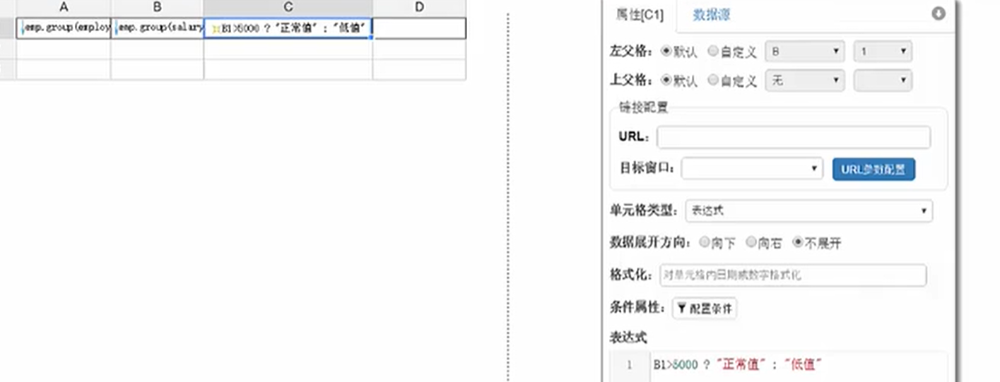 A B C D
emp.group(employ emp.group(salary B1>5000 ? "正常值" : "低值"
属性[C1] 数据源
左父格： 默认 自定义 B 1
上父格： 默认 自定义 无
链接配置
URL：
目标窗口： URL参数配置
单元格类型： 表达式
数据展开方向： 向下 向右 不展开
格式化： 对单元格内日期或数字格式化
条件属性： 配置条件
表达式
1 B1>5000 ? "正常值" : "低值"